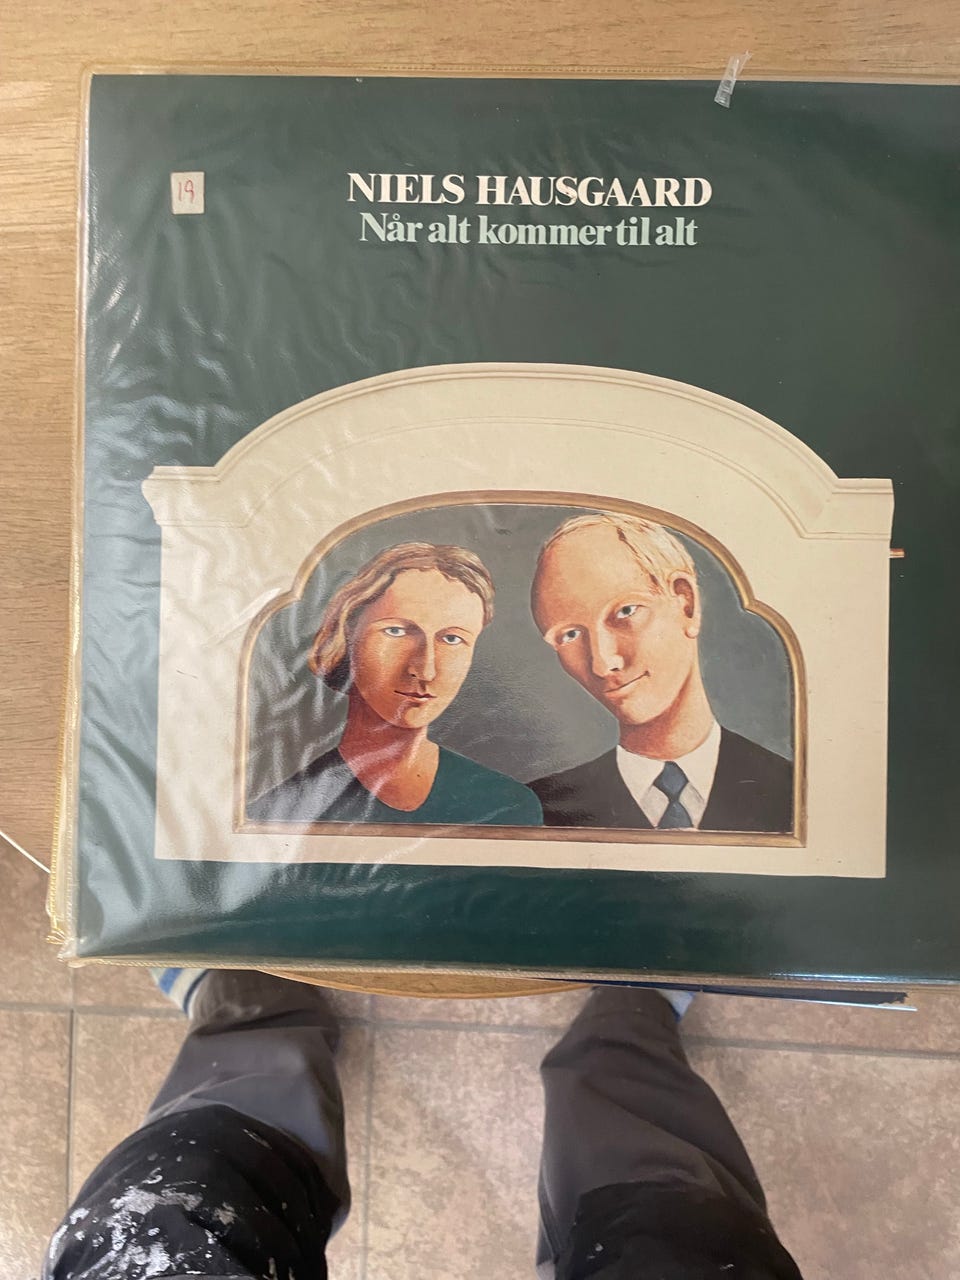 19
NIELS HAUSGAARD
Når alt kommer til alt